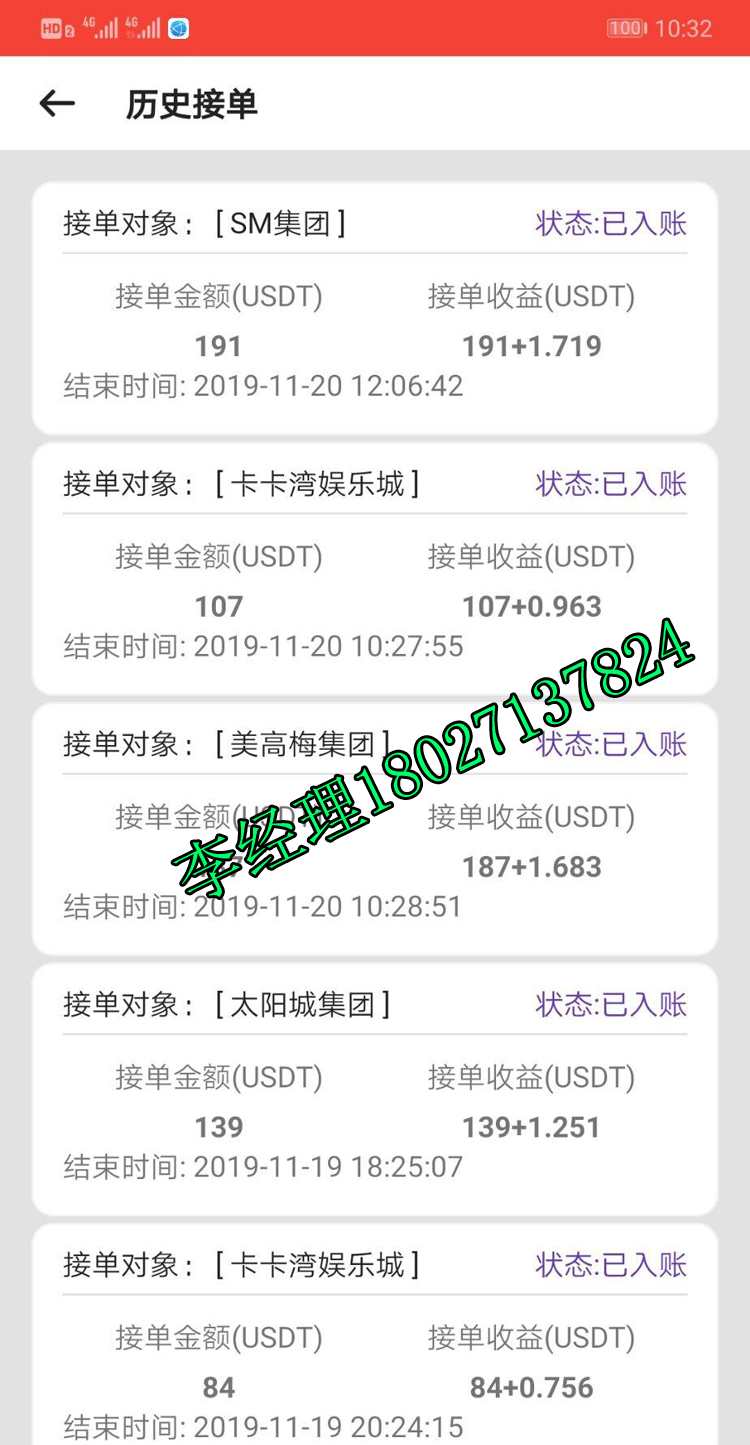 HD 2 4G 4G 100 10:32
历史接单
接单对象：[SM集团] 状态:已入账
接单金额(USDT) 接单收益(USDT)
191 191+1.719
结束时间: 2019-11-20 12:06:42
接单对象：[卡卡湾娱乐城] 状态:已入账
接单金额(USDT) 接单收益(USDT)
107 107+0.963
结束时间: 2019-11-20 10:27:55
接单对象：[美高梅集团] 状态:已入账
接单金额(USDT) 接单收益(USDT)
187+1.683
结束时间: 2019-11-20 10:28:51
李经理18027137824
接单对象：[太阳城集团] 状态:已入账
接单金额(USDT) 接单收益(USDT)
139 139+1.251
结束时间: 2019-11-19 18:25:07
接单对象：[卡卡湾娱乐城] 状态:已入账
接单金额(USDT) 接单收益(USDT)
84 84+0.756
结束时间: 2019-11-19 20:24:15